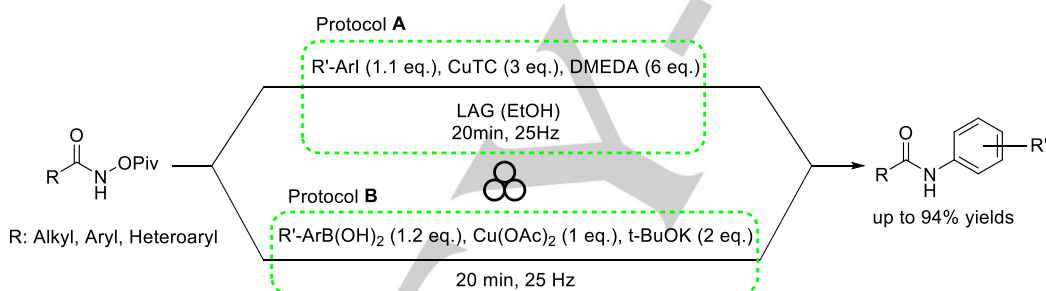 Protocol A
R'-ArI (1.1 eq.), CuTC (3 eq.), DMEDA (6 eq.)
LAG (EtOH)
20min, 25Hz
O
R
N
H
OPiv
R: Alkyl, Aryl, Heteroaryl
O
R
N
H
R'
up to 94% yields
Protocol B
R'-ArB(OH)₂ (1.2 eq.), Cu(OAc)₂ (1 eq.), t-BuOK (2 eq.)
20 min, 25 Hz